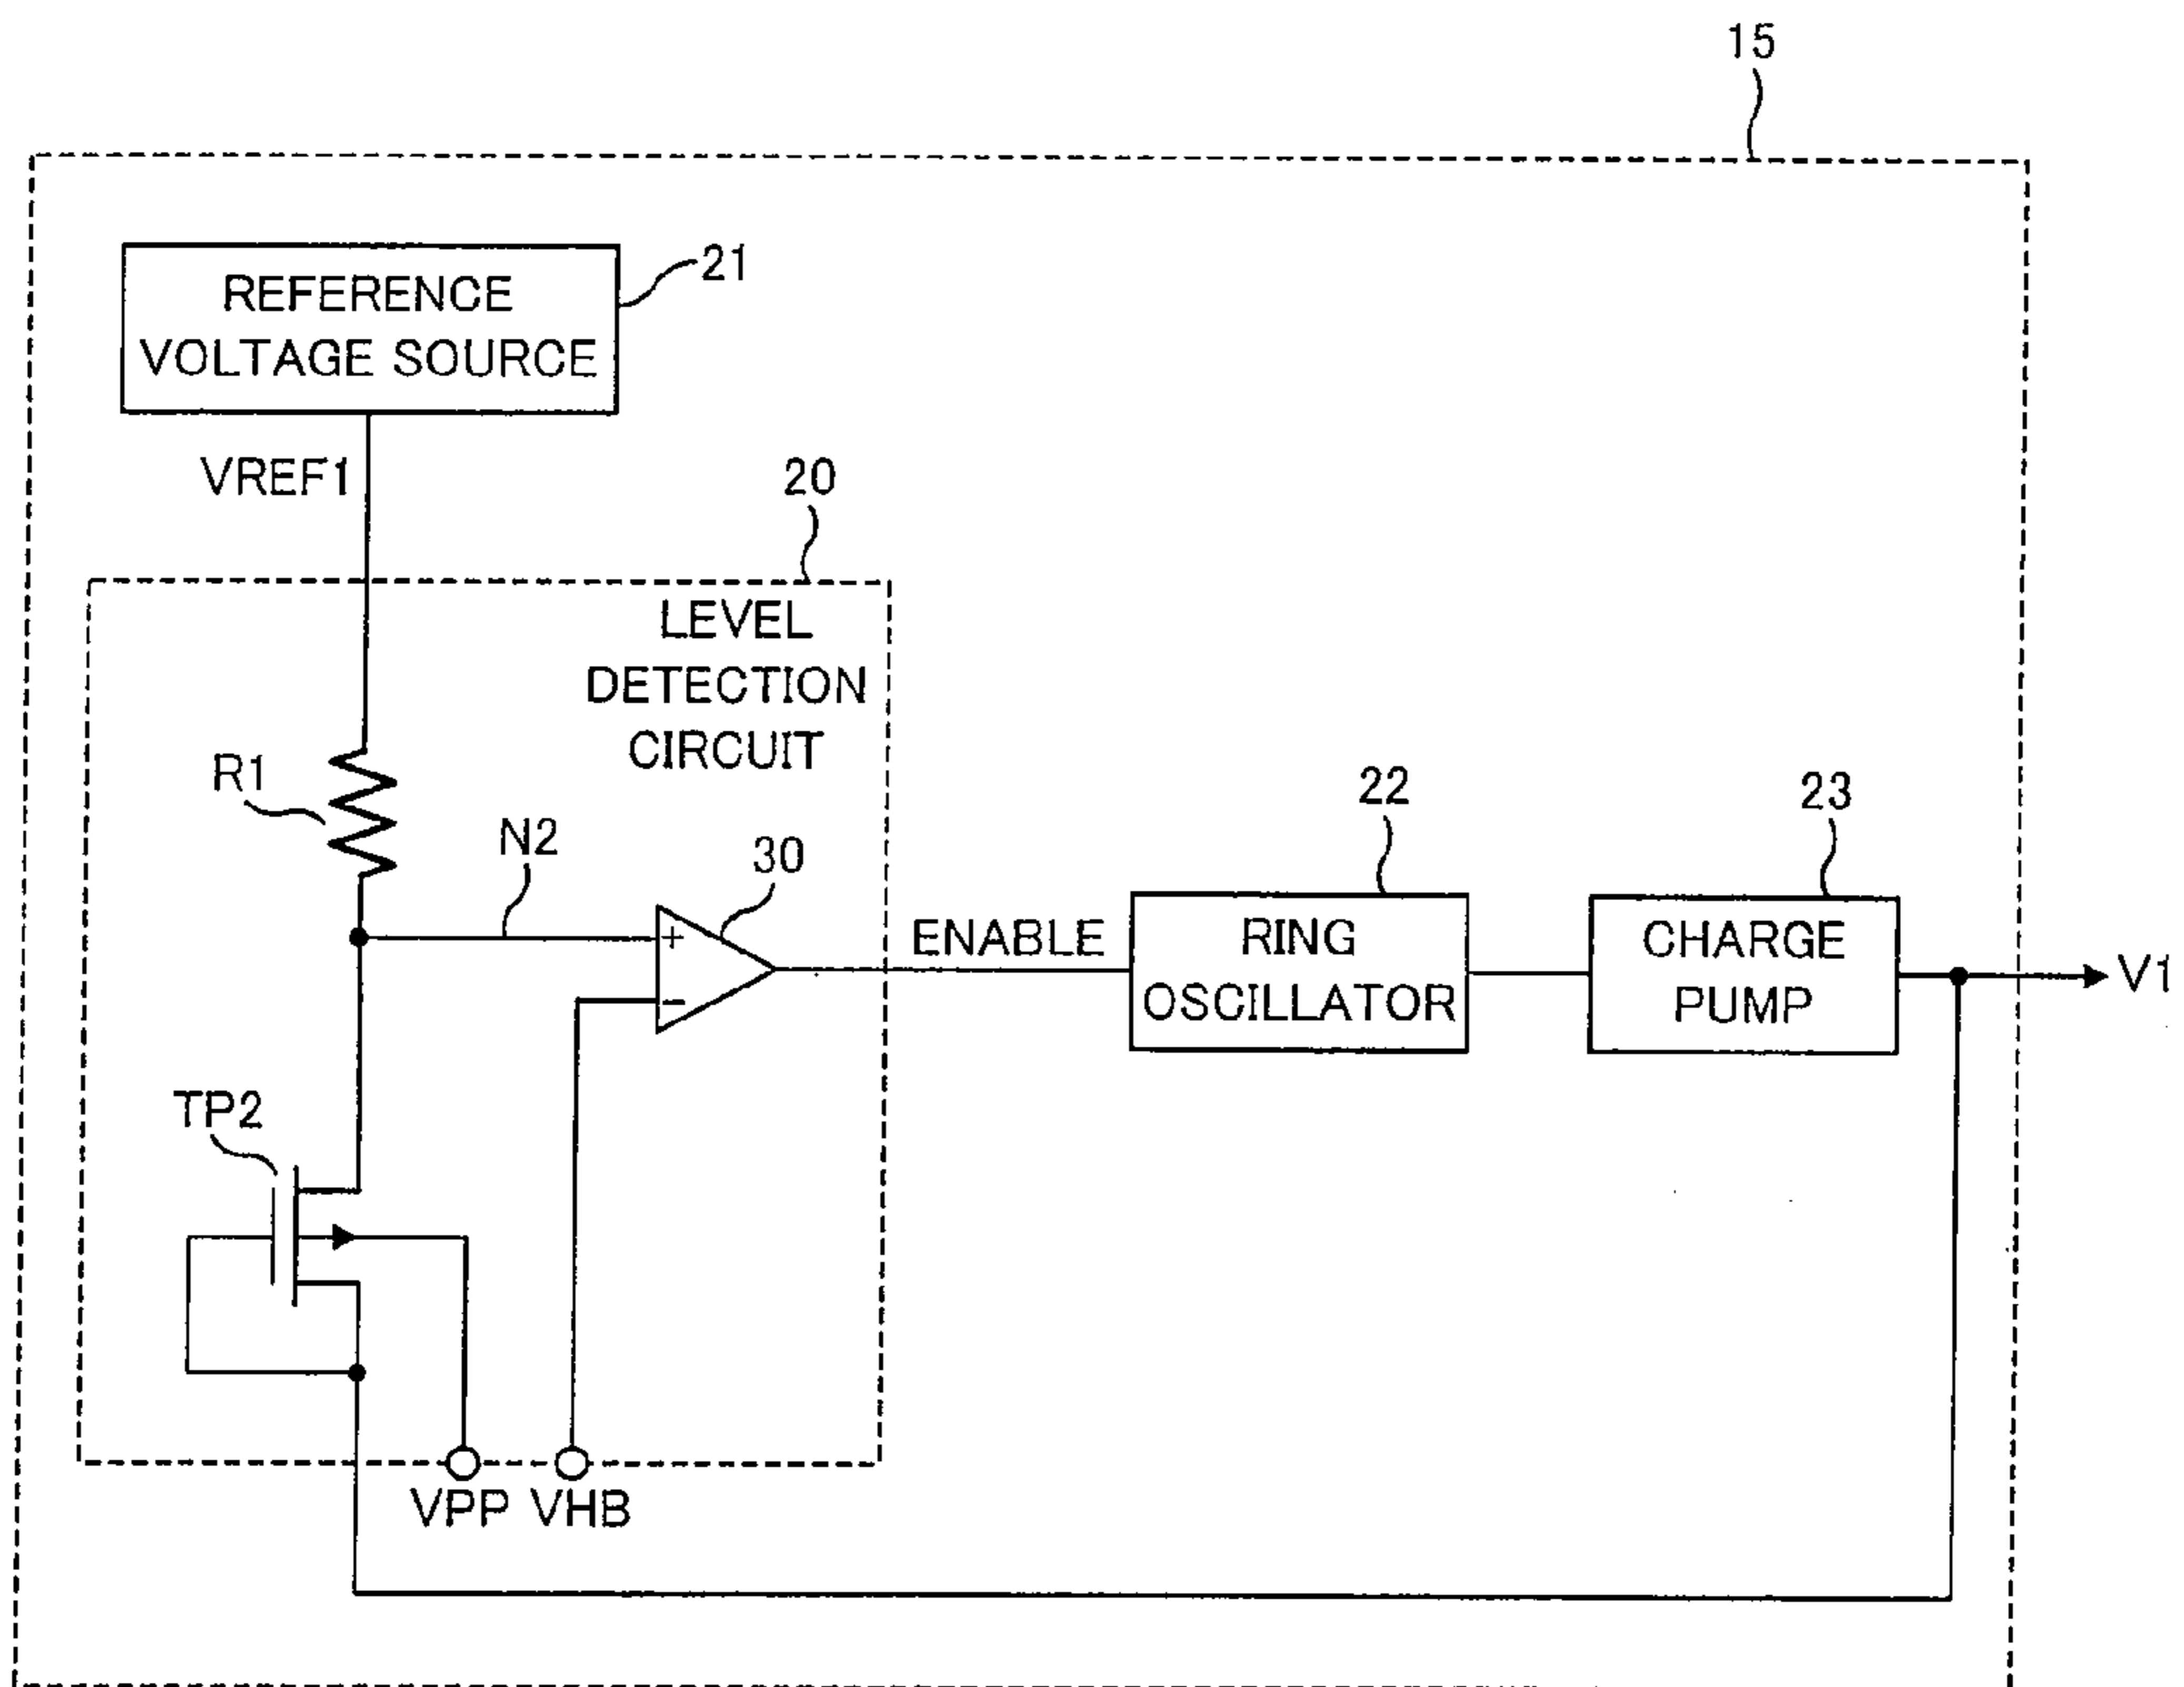 15
REFERENCE
VOLTAGE SOURCE
21
VREF1
20
LEVEL
DETECTION
CIRCUIT
R1
N2
30
+
−
ENABLE
22
RING
OSCILLATOR
23
CHARGE
PUMP
V1
TP2
VPP
VHB